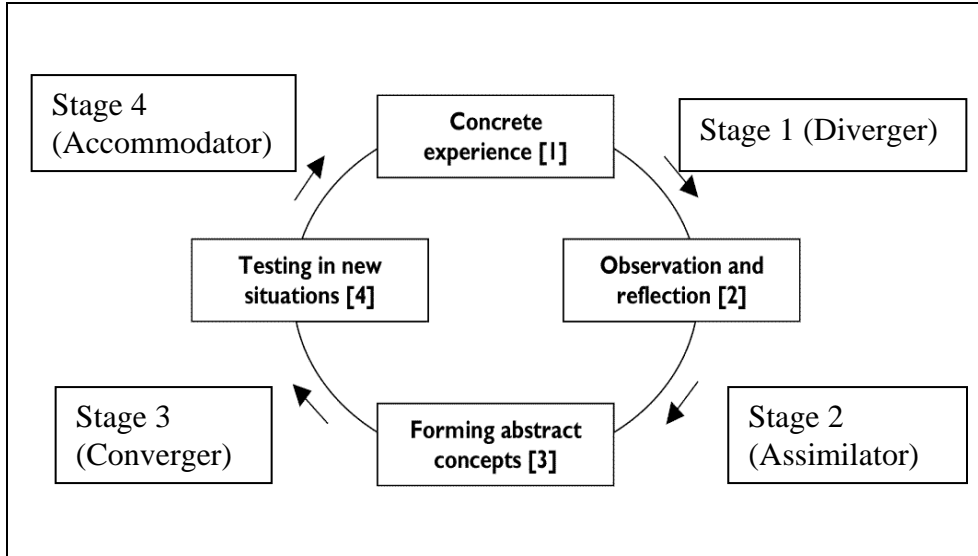 Stage 4
(Accommodator)
Concrete
experience [1]
Stage 1 (Diverger)
Testing in new
situations [4]
Observation and
reflection [2]
Stage 3
(Converger)
Forming abstract
concepts [3]
Stage 2
(Assimilator)